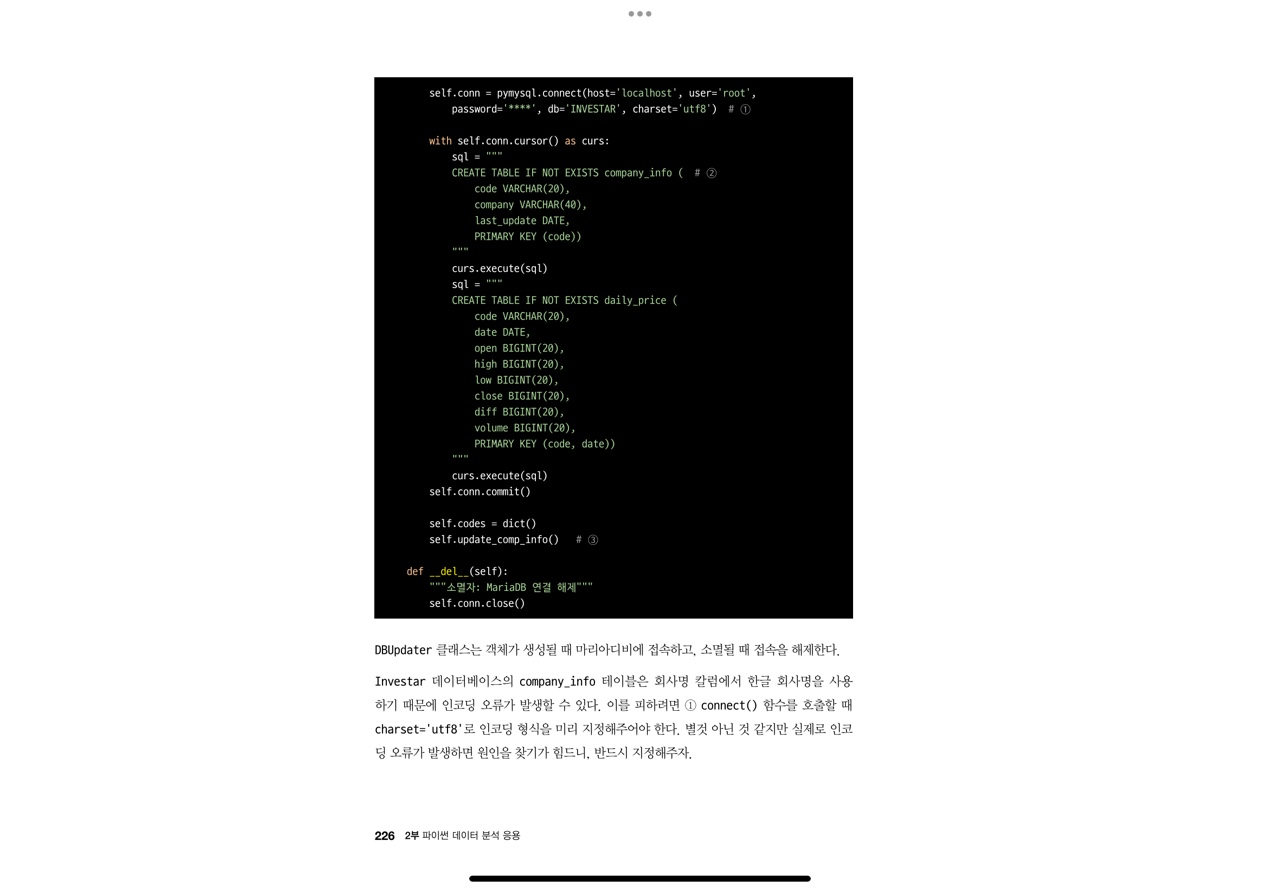 self.conn = pymysql.connect(host='localhost', user='root',
password='****', db='INVESTAR', charset='utf8')  # ①
with self.conn.cursor() as curs:
sql = """
CREATE TABLE IF NOT EXISTS company_info (  # ②
code VARCHAR(20),
company VARCHAR(40),
last_update DATE,
PRIMARY KEY (code))
"""
curs.execute(sql)
sql = """
CREATE TABLE IF NOT EXISTS daily_price (
code VARCHAR(20),
date DATE,
open BIGINT(20),
high BIGINT(20),
low BIGINT(20),
close BIGINT(20),
diff BIGINT(20),
volume BIGINT(20),
PRIMARY KEY (code, date))
"""
curs.execute(sql)
self.conn.commit()
self.codes = dict()
self.update_comp_info()   # ③
def __del__(self):
"""소멸자: MariaDB 연결 해제"""
self.conn.close()
DBUpdater 클래스는 객체가 생성될 때 마리아디비에 접속하고, 소멸될 때 접속을 해제한다.
Investar 데이터베이스의 company_info 테이블은 회사명 칼럼에서 한글 회사명을 사용
하기 때문에 인코딩 오류가 발생할 수 있다. 이를 피하려면 ① connect() 함수를 호출할 때
charset='utf8'로 인코딩 형식을 미리 지정해주어야 한다. 별것 아닌 것 같지만 실제로 인코
딩 오류가 발생하면 원인을 찾기가 힘드니, 반드시 지정해주자.
226 2부 파이썬 데이터 분석 응용